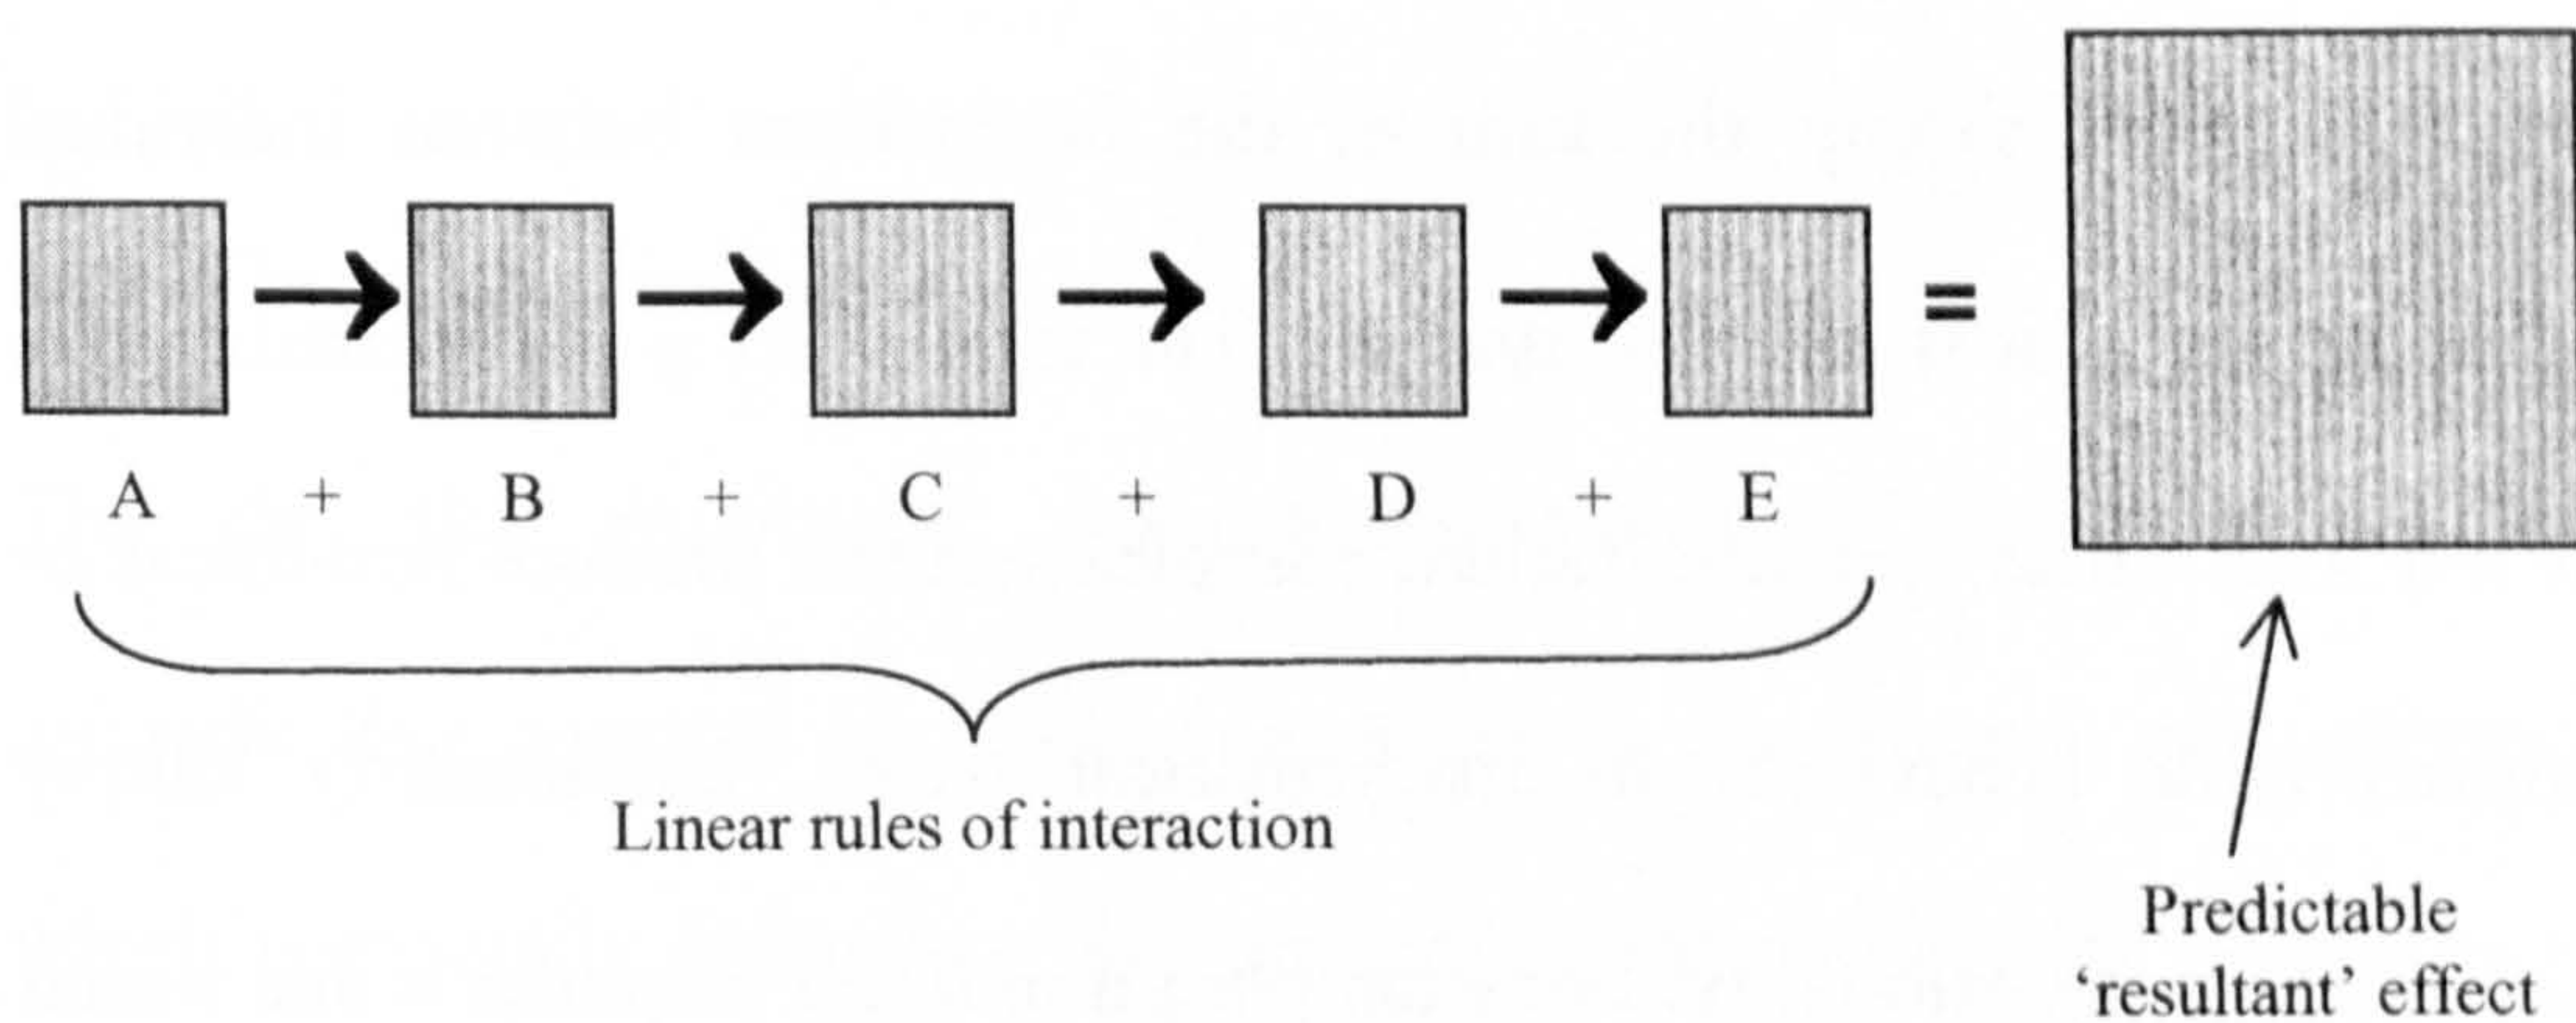 =
A + B + C + D + E
Linear rules of interaction
Predictable
‘resultant’ effect